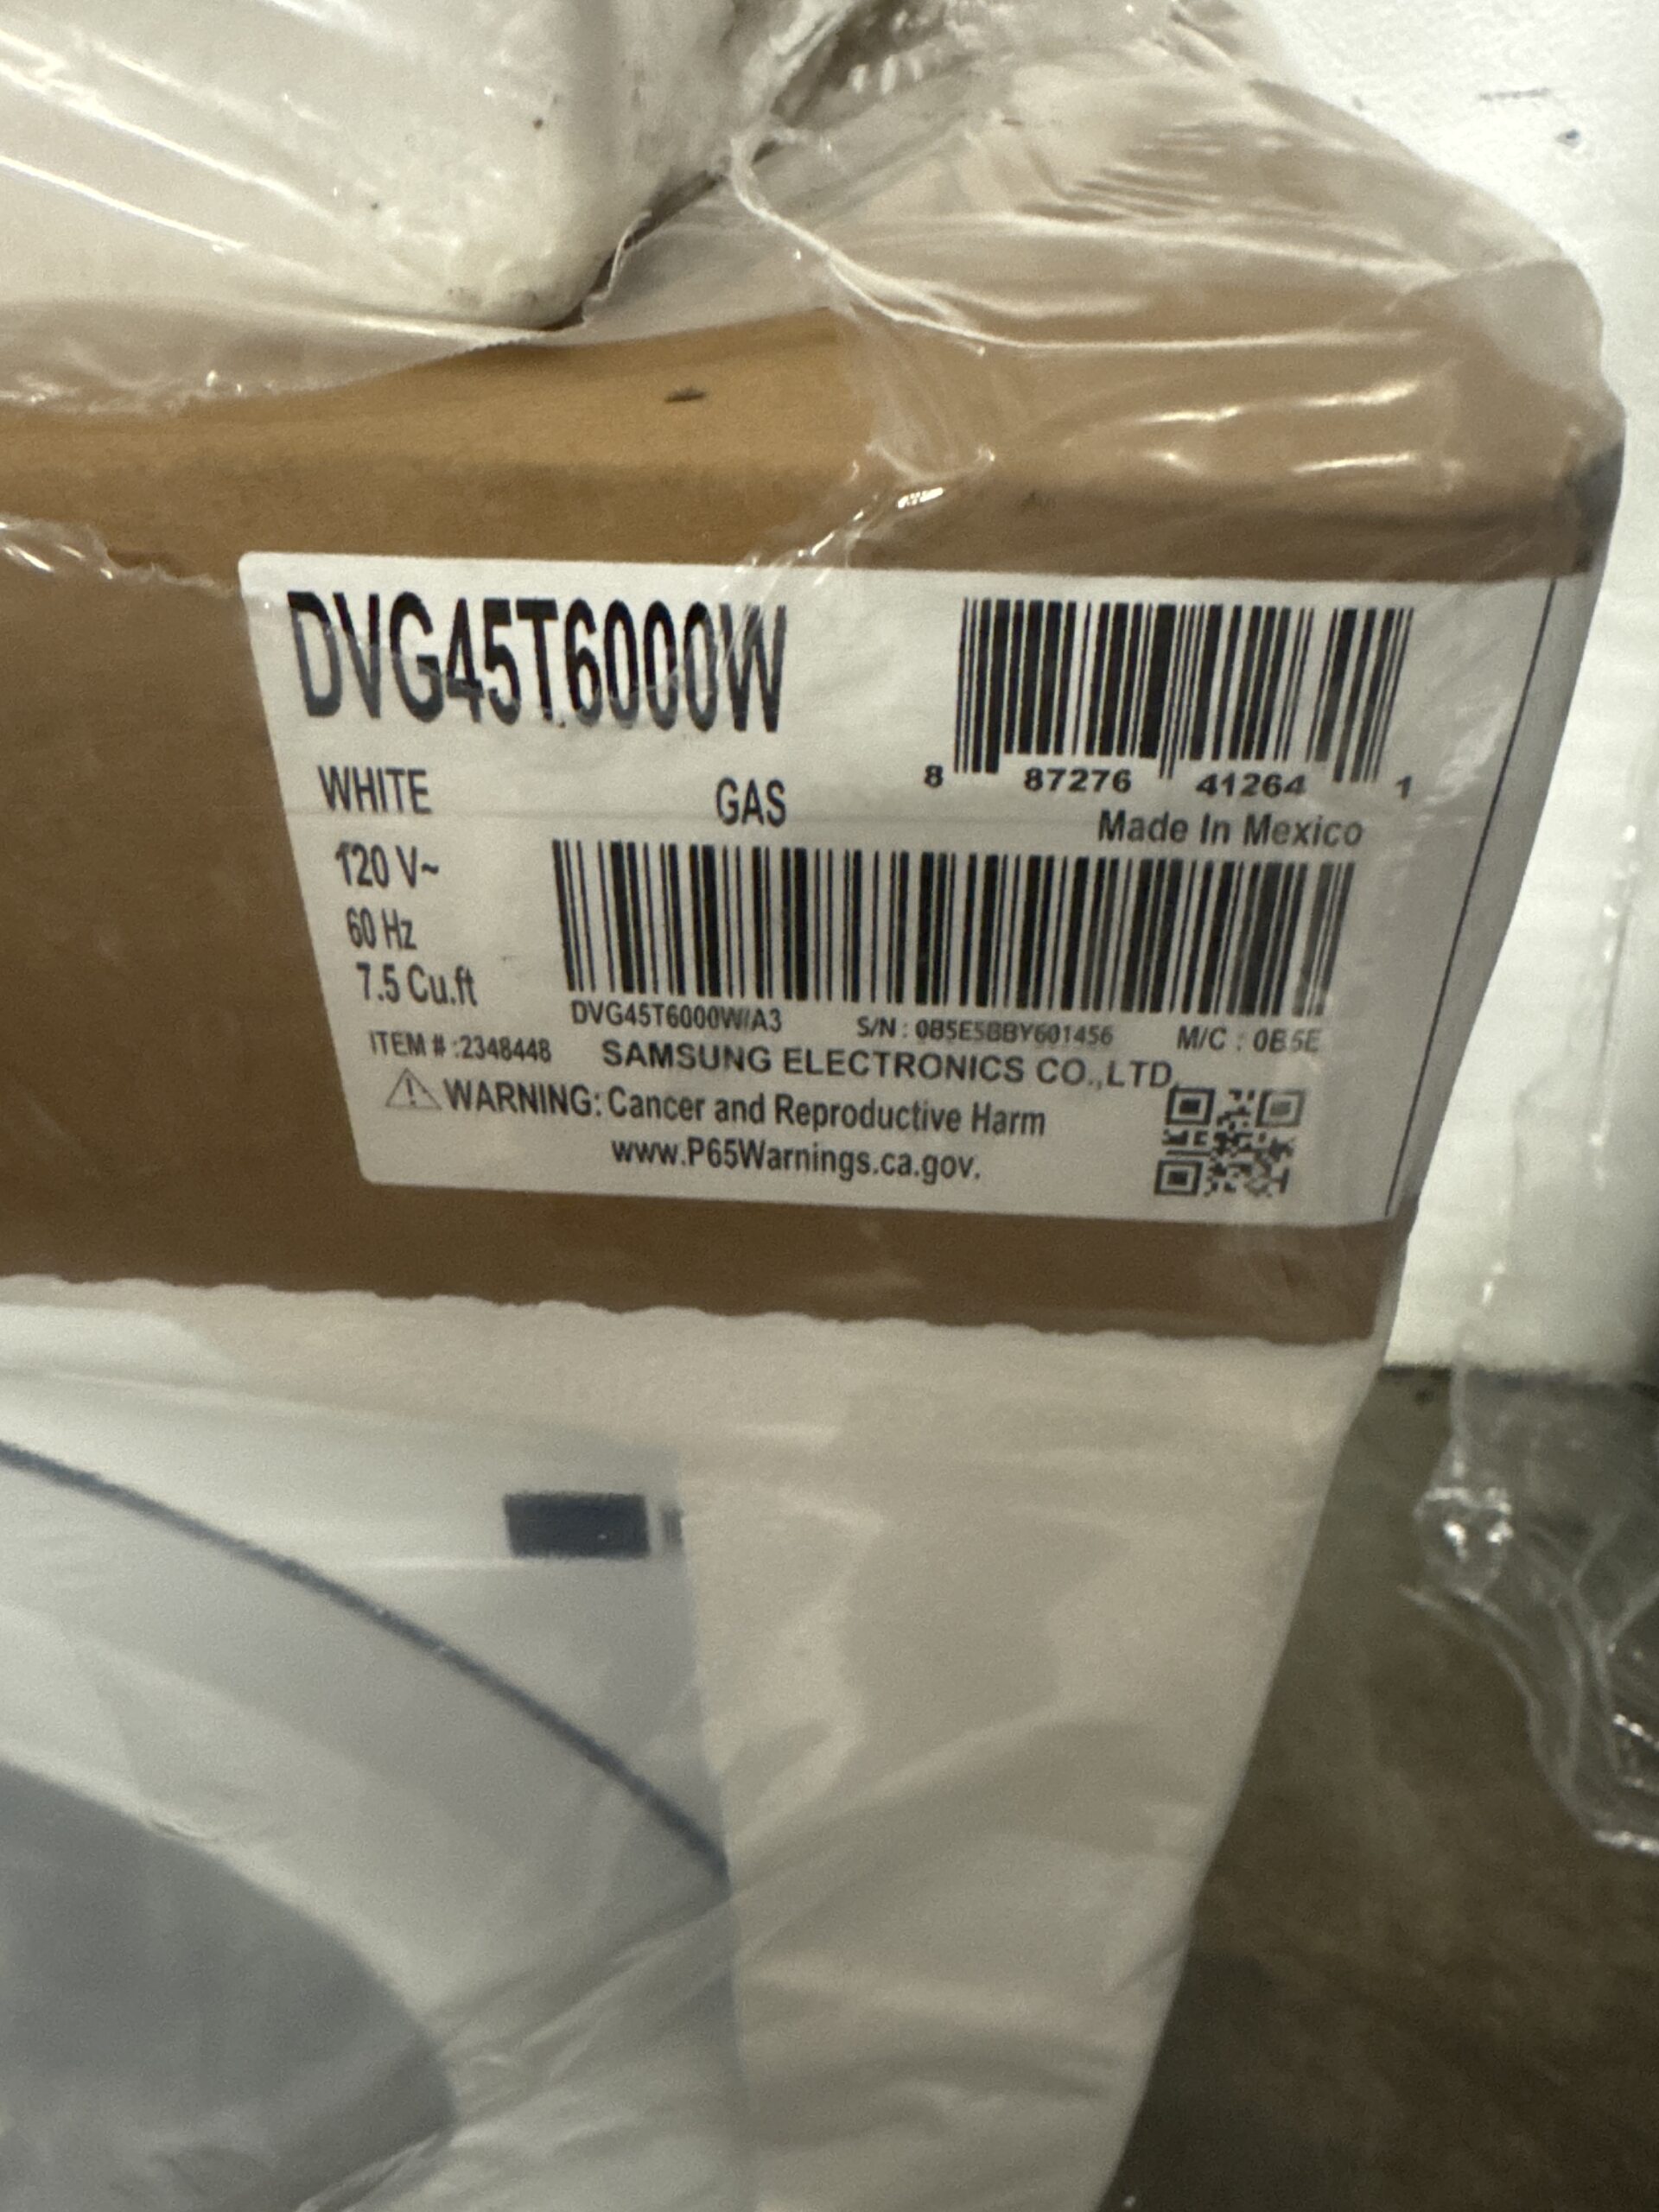 DVG45T6000W
8 87276 41264 1
WHITE GAS
Made In Mexico
120 V~
60 Hz
7.5 Cu.ft
DVG45T6000W/A3 S/N : 0B5E5BBY601456 M/C : 0B5E
ITEM # :2348448 SAMSUNG ELECTRONICS CO.,LTD.
WARNING: Cancer and Reproductive Harm
www.P65Warnings.ca.gov.